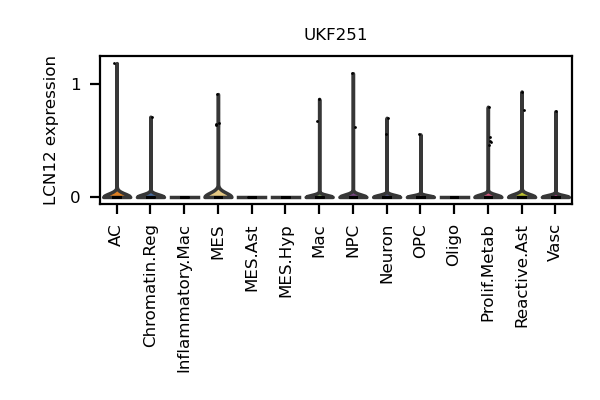 UKF251
LCN12 expression
1
0
AC
Chromatin.Reg
Inflammatory.Mac
MES
MES.Ast
MES.Hyp
Mac
NPC
Neuron
OPC
Oligo
Prolif.Metab
Reactive.Ast
Vasc